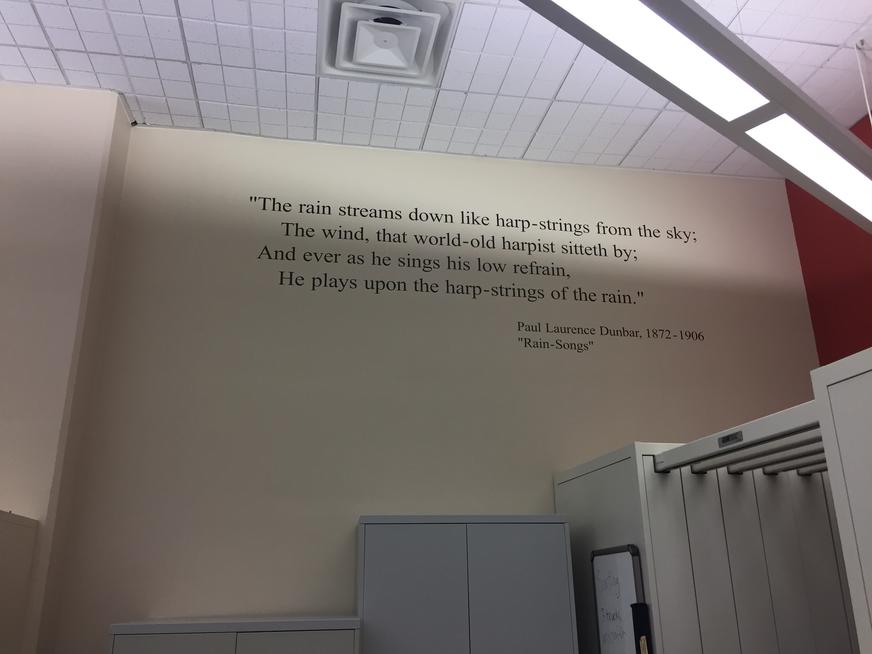 "The rain streams down like harp-strings from the sky;
The wind, that world-old harpist sitteth by;
And ever as he sings his low refrain,
He plays upon the harp-strings of the rain."
Paul Laurence Dunbar, 1872-1906
"Rain-Songs"